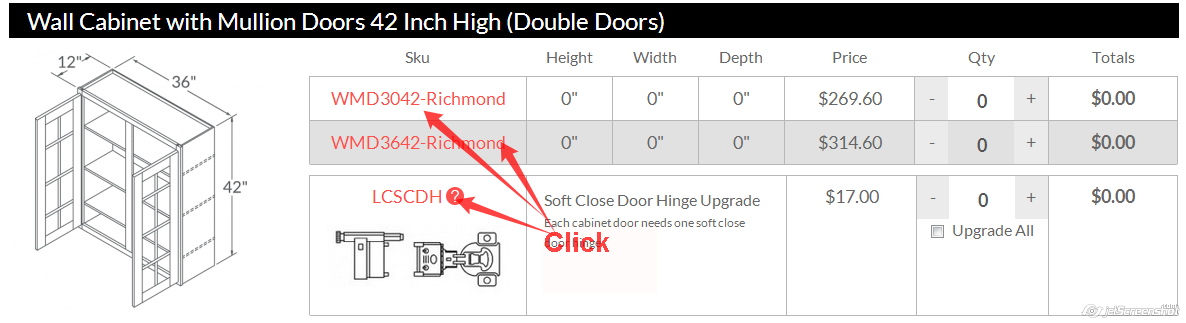 Wall Cabinet with Mullion Doors 42 Inch High (Double Doors)
Sku Height Width Depth Price Qty Totals
12"
36"
42"
WMD3042-Richmond 0" 0" 0" $269.60 - 0 + $0.00
WMD3642-Richmond 0" 0" 0" $314.60 - 0 + $0.00
LCSCDH ? Soft Close Door Hinge Upgrade $17.00 - 0 + $0.00
Each cabinet door needs one soft close
door hinge
Upgrade All
Click
jetScreenshot